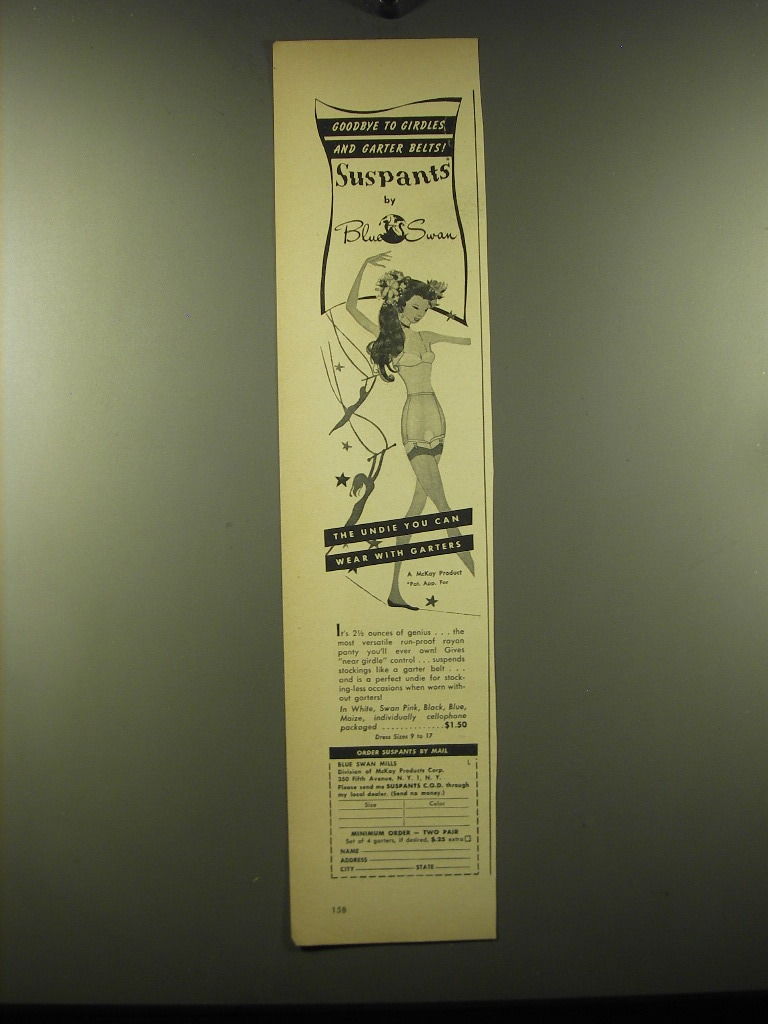 GOODBYE TO GIRDLES
AND GARTER BELTS!
Suspants*
by
Blue Swan
THE UNDIE YOU CAN
WEAR WITH GARTERS
A McKay Product
*Pat. App. For
It's 2½ ounces of genius . . . the
most versatile run-proof rayon
panty you'll ever own! Gives
"near girdle" control . . . suspends
stockings like a garter belt . . .
and is a perfect undie for stock-
ing-less occasions when worn with-
out garters!
In White, Swan Pink, Black, Blue,
Maize, individually cellophane
packaged ..............$1.50
Dress Sizes 9 to 17
ORDER SUSPANTS BY MAIL
BLUE SWAN MILLS L
Division of McKay Products Corp.
350 Fifth Avenue, N. Y. 1, N. Y.
Please send me SUSPANTS C.O.D. through
my local dealer. (Send no money.)
Size Color
MINIMUM ORDER — TWO PAIR
Set of 4 garters, if desired, $.25 extra
NAME
ADDRESS
CITY STATE
158